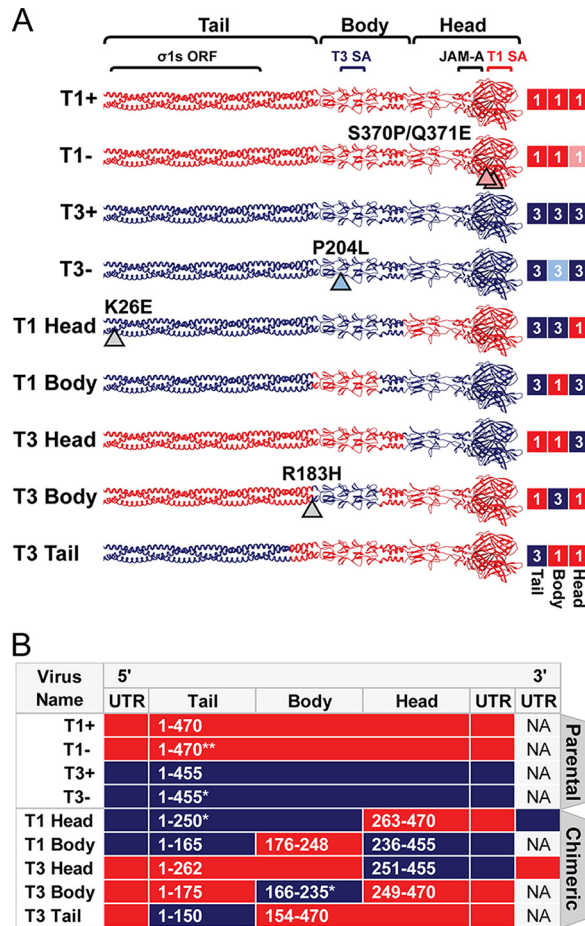 A
Tail Body Head
σ1s ORF T3 SA JAM-A T1 SA
T1+ 1 1 1
S370P/Q371E
T1- 1 1 1
T3+ 3 3 3
P204L
T3- 3 3 3
K26E
T1 Head 3 3 1
T1 Body 3 1 3
T3 Head 1 1 3
R183H
T3 Body 1 3 1
T3 Tail 3 1 1
Tail Body Head
B
Virus Name 5' 3'
UTR Tail Body Head UTR UTR
T1+ 1-470 NA
T1- 1-470** NA
T3+ 1-455 NA
T3- 1-455* NA
Parental
T1 Head 1-250* 263-470
T1 Body 1-165 176-248 236-455 NA
T3 Head 1-262 251-455
T3 Body 1-175 166-235* 249-470 NA
T3 Tail 1-150 154-470 NA
Chimeric